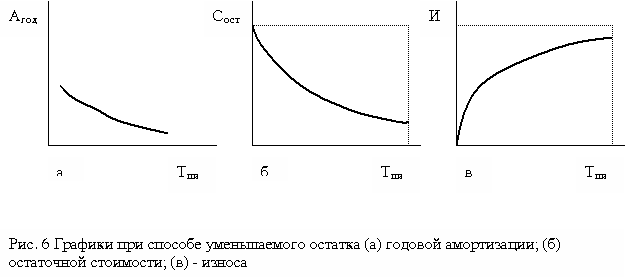 Агод
Сост
И
а
Тпи
б
Тпи
в
Тпи
Рис. 6 Графики при способе уменьшаемого остатка (а) годовой амортизации; (б)
остаточной стоимости; (в) - износа